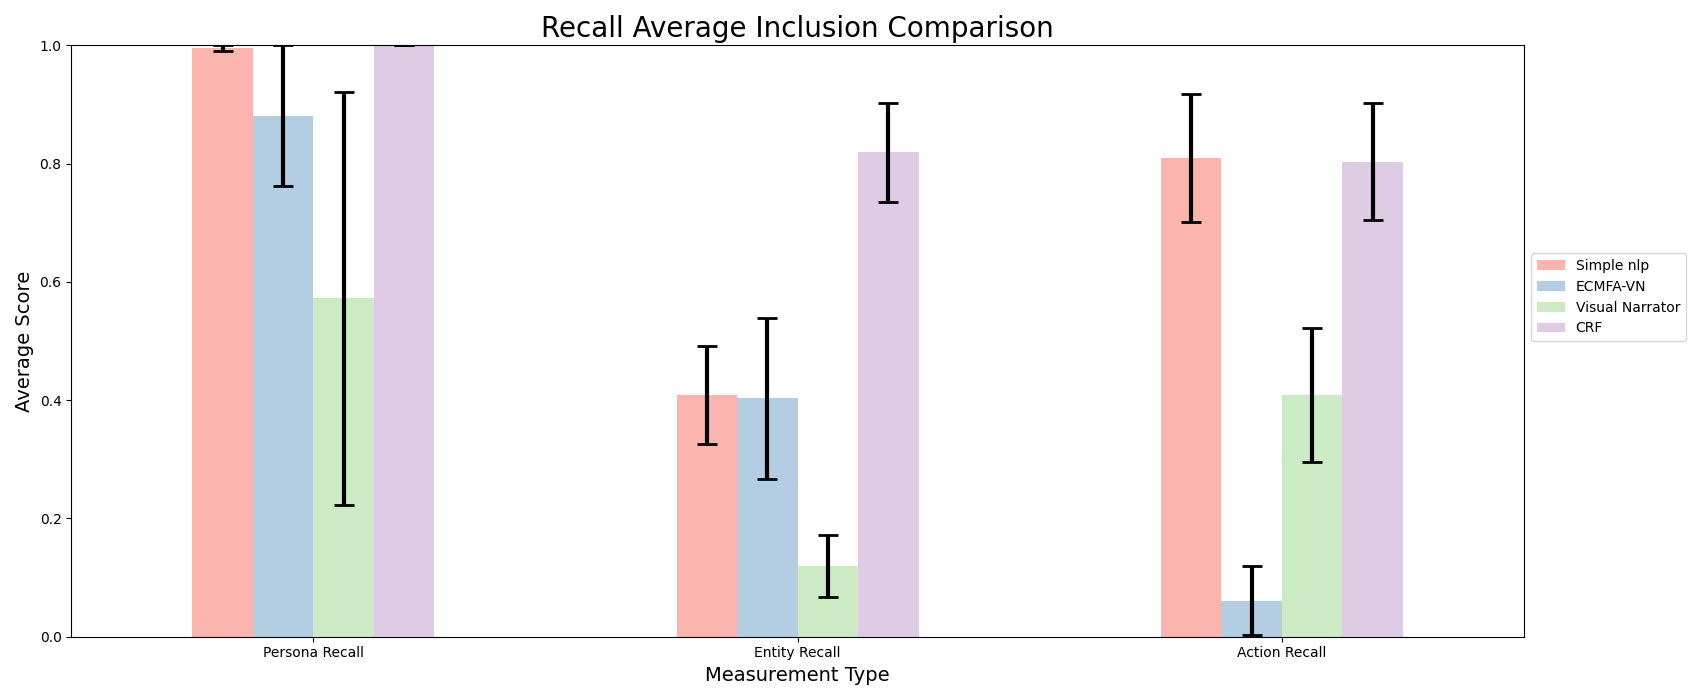 Recall Average Inclusion Comparison
Average Score
1.0
0.8
0.6
0.4
0.2
0.0
Persona Recall Entity Recall Action Recall
Measurement Type
Simple nlp
ECMFA-VN
Visual Narrator
CRF